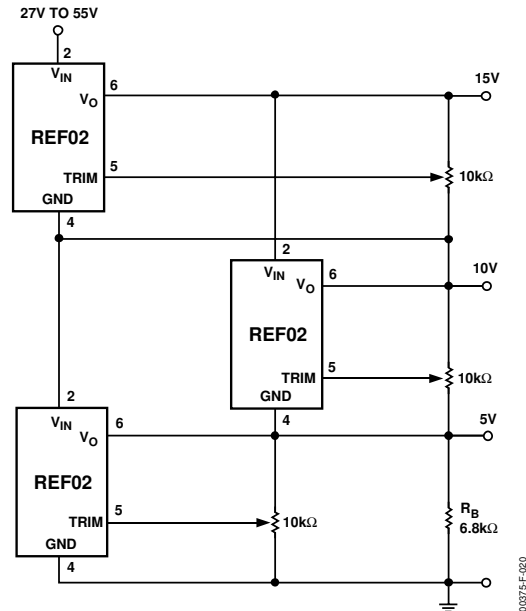 27V TO 55V
2
VIN
6
15V
VO
REF02
TRIM
5
10kΩ
GND
4
2
VIN
6
10V
VO
REF02
TRIM
5
10kΩ
GND
2
4
5V
VIN
6
VO
REF02
RB
6.8kΩ
TRIM
5
10kΩ
GND
4
00375-F-020